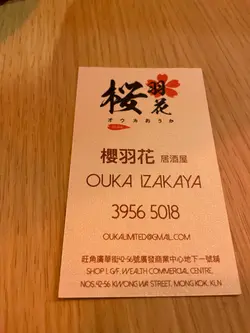 桜羽花
オウルおうか
櫻羽花 居酒屋
OUKA IZAKAYA
3956 5018
OUKALIMITED@GMAIL.COM
旺角廣華街42-56號廣發商業中心地下一號舖
SHOP 1, G/F, WEALTH COMMERCIAL CENTRE,
NOS.42-56 KWONG WA STREET, MONG KOK, KLN